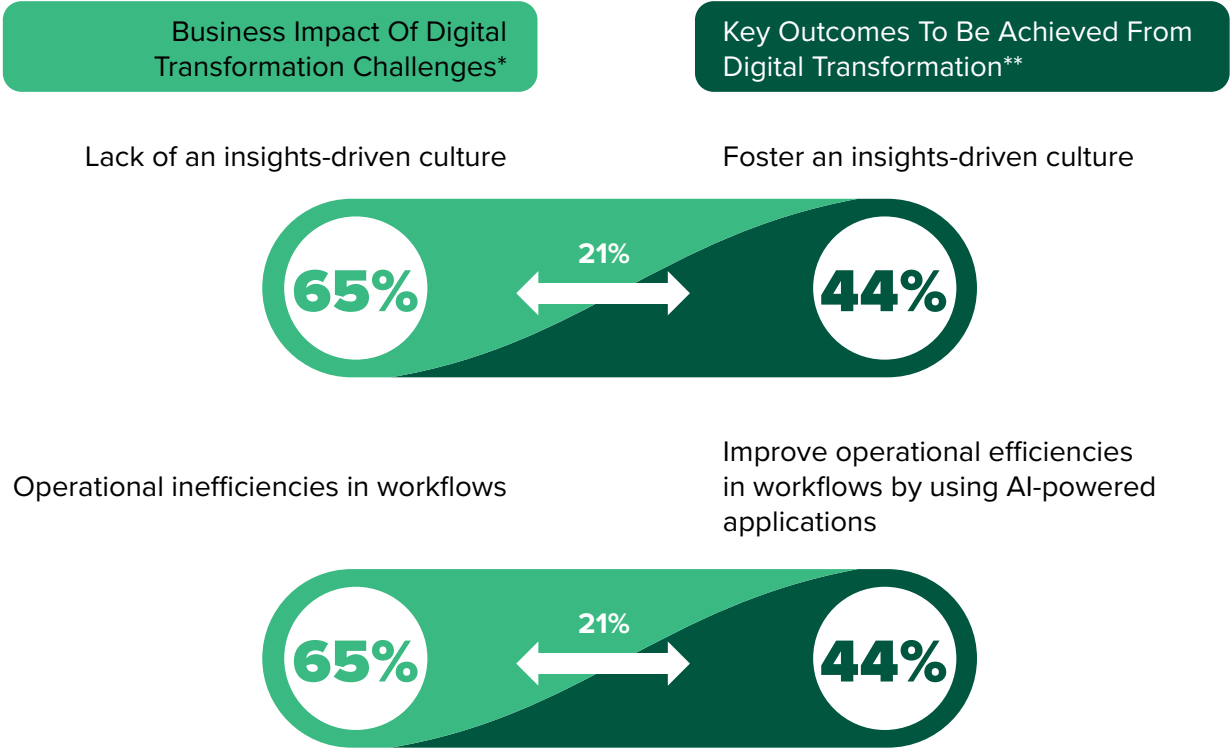 Business Impact Of Digital
Transformation Challenges*
Key Outcomes To Be Achieved From
Digital Transformation**
Lack of an insights-driven culture
Foster an insights-driven culture
65%
21%
44%
Operational inefficiencies in workflows
Improve operational efficiencies
in workflows by using AI-powered
applications
65%
21%
44%